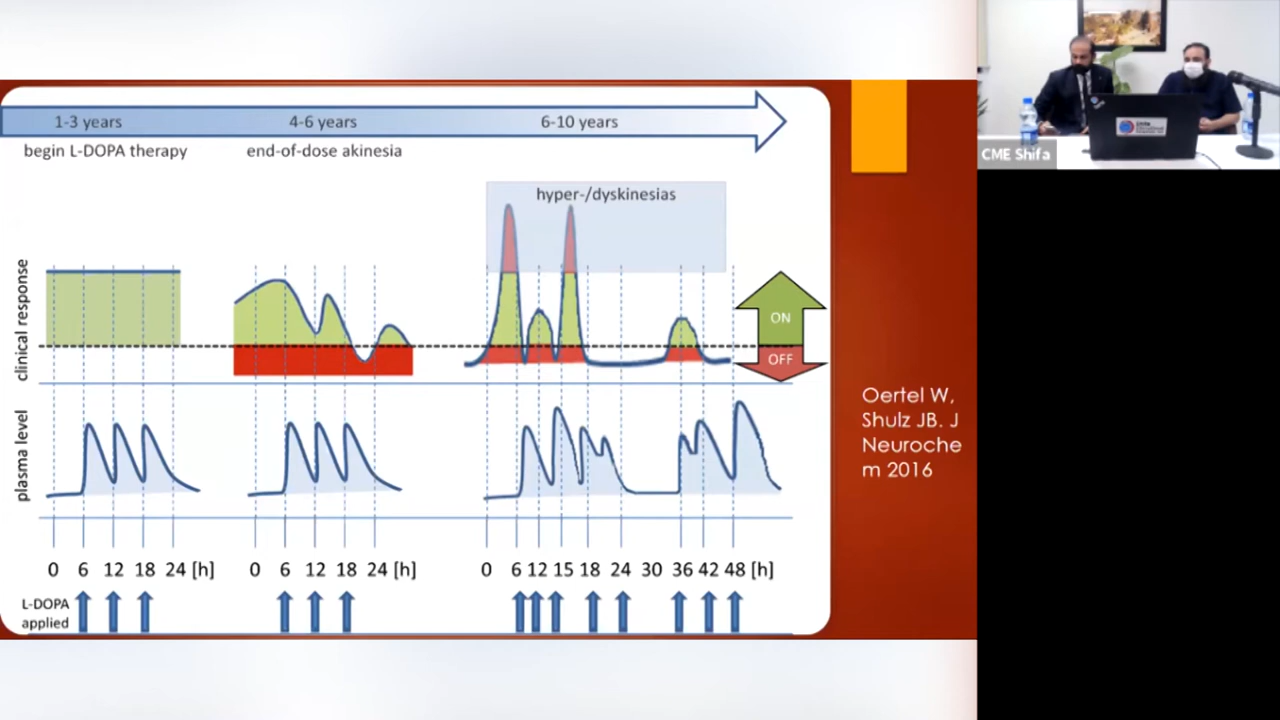 1-3 years 4-6 years 6-10 years
begin L-DOPA therapy end-of-dose akinesia
hyper-/dyskinesias
clinical response
ON
OFF
plasma level
0 6 12 18 24 [h] 0 6 12 18 24 [h] 0 6 12 15 18 24 30 36 42 48 [h]
L-DOPA
applied
Oertel W,
Shulz JB. J
Neuroche
m 2016
CME Shifa